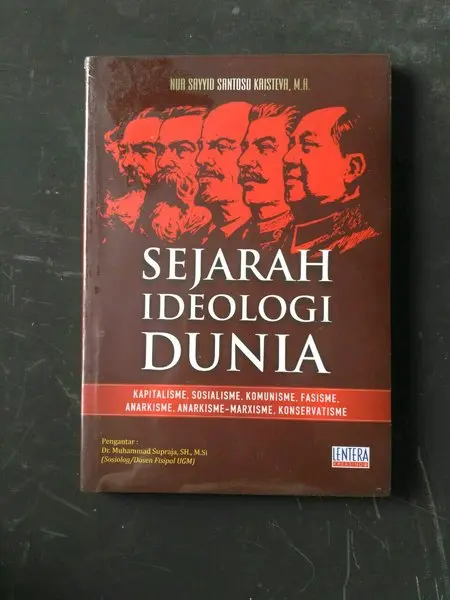 NUR SAYYID SANTOSO KRISTEVA, M.A.
SEJARAH
IDEOLOGI
DUNIA
KAPITALISME, SOSIALISME, KOMUNISME, FASISME,
ANARKISME, ANARKISME-MARXISME, KONSERVATISME
Pengantar :
Dr. Muhammad Supraja, SH., M.Si
(Sosiolog/Dosen Fisipol UGM)
LENTERA
KREASINDO